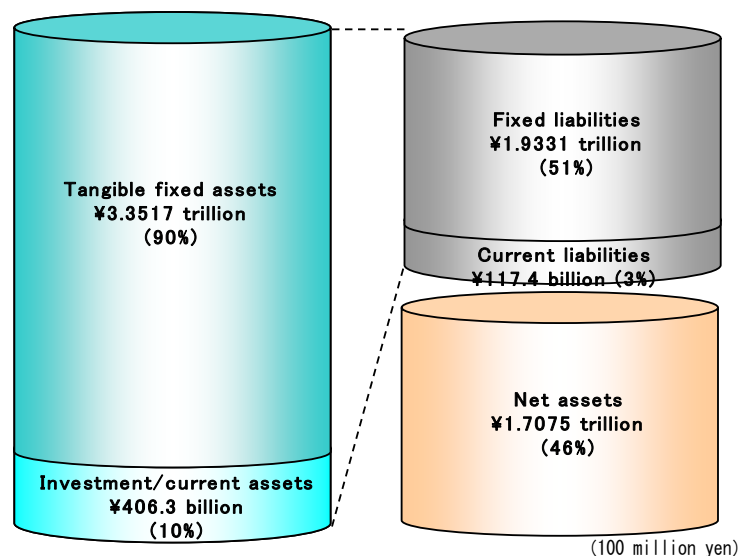 Tangible fixed assets
¥3.3517 trillion
(90%)
Investment/current assets
¥406.3 billion
(10%)
Fixed liabilities
¥1.9331 trillion
(51%)
Current liabilities
¥117.4 billion (3%)
Net assets
¥1.7075 trillion
(46%)
(100 million yen)